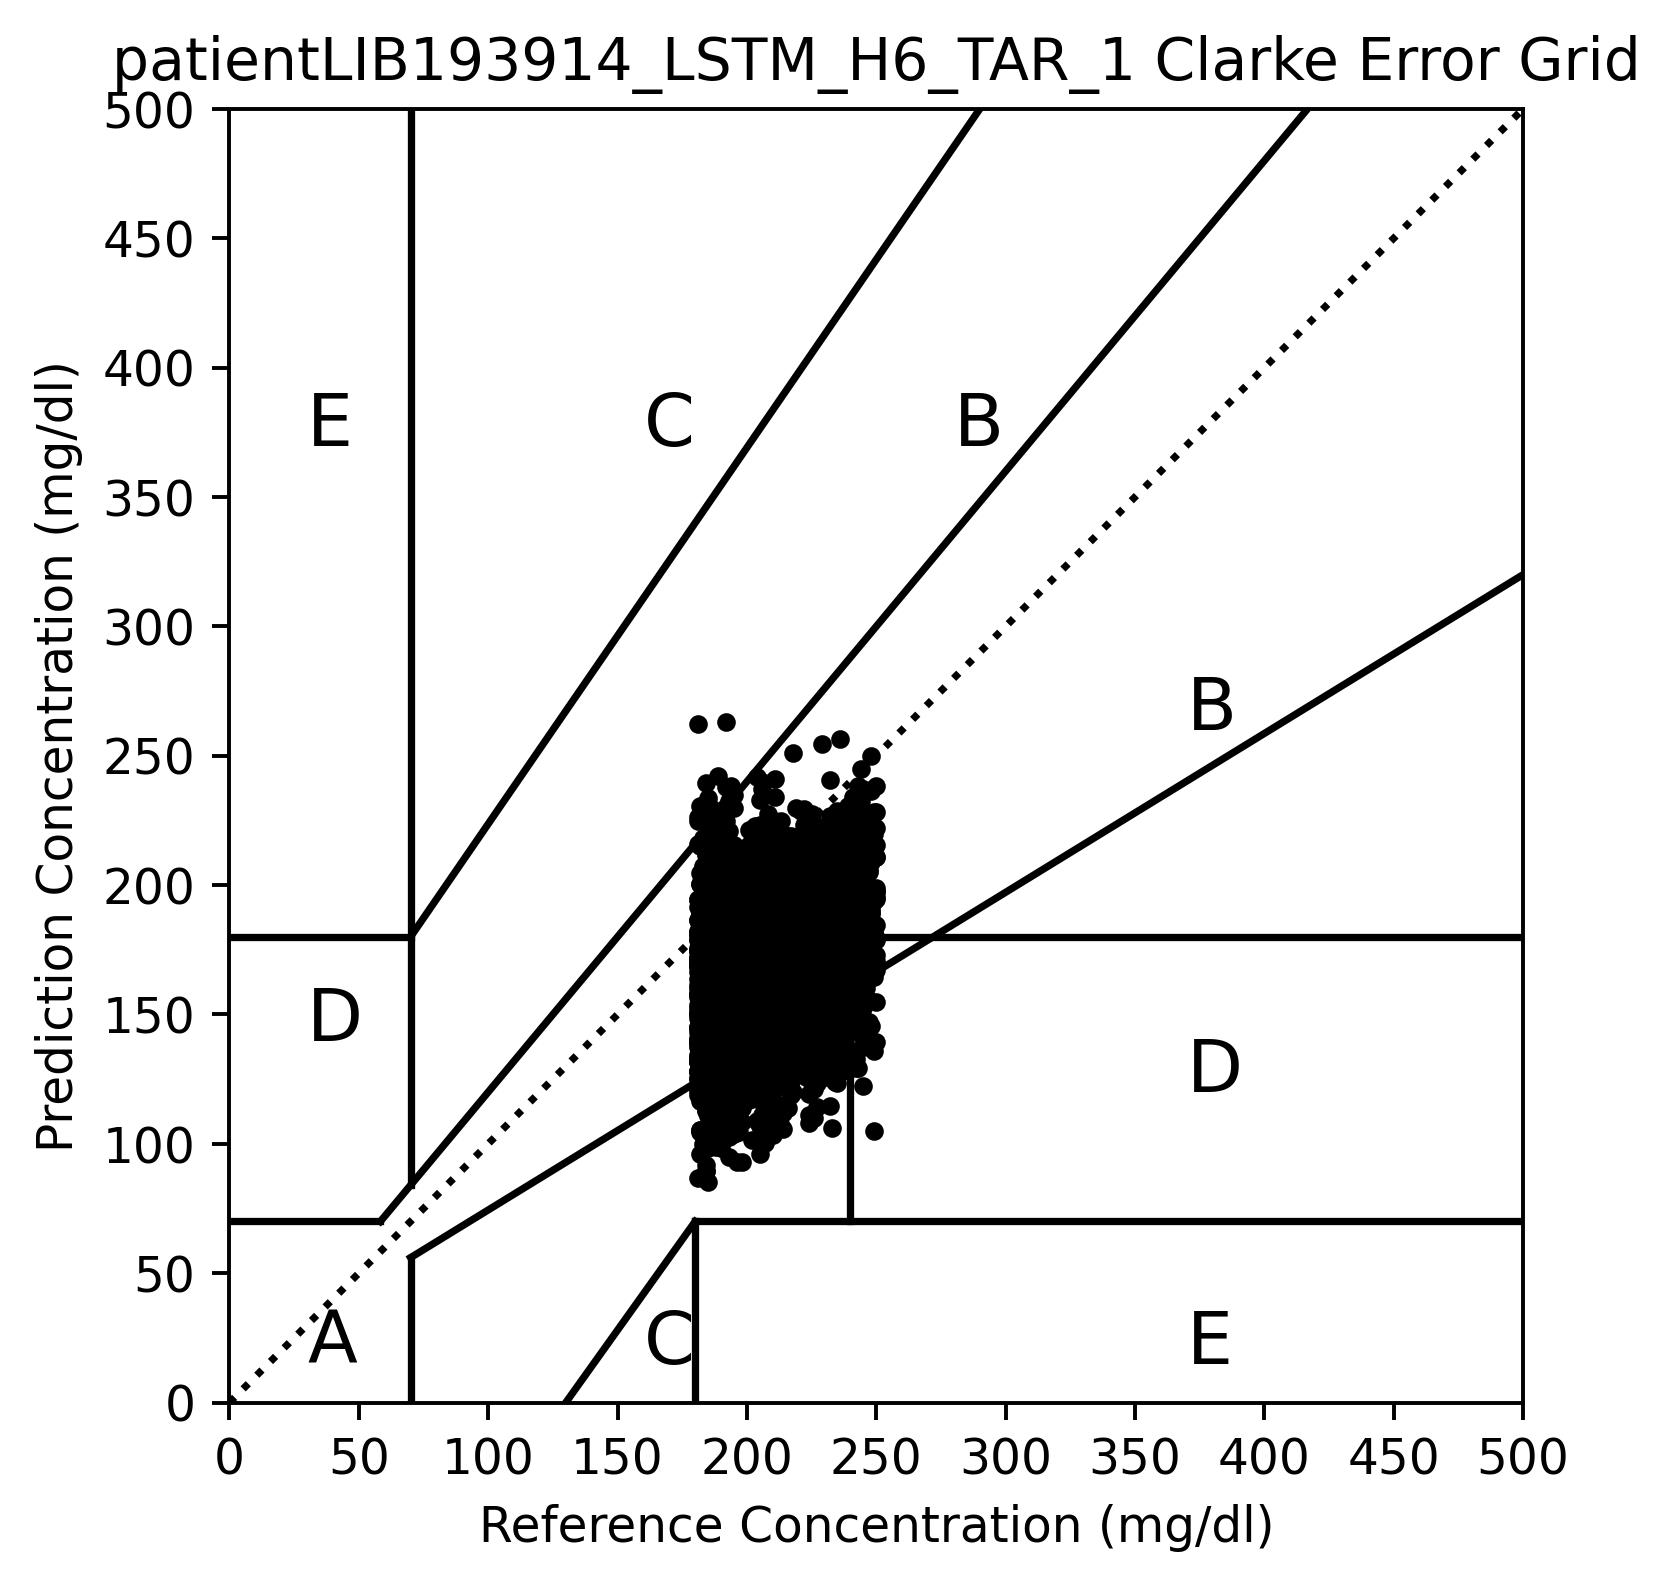 patientLIB193914_LSTM_H6_TAR_1 Clarke Error Grid
500
450
400
350
300
250
200
150
100
50
0
Prediction Concentration (mg/dl)
E
C
B
B
D
D
A
C
E
0 50 100 150 200 250 300 350 400 450 500
Reference Concentration (mg/dl)